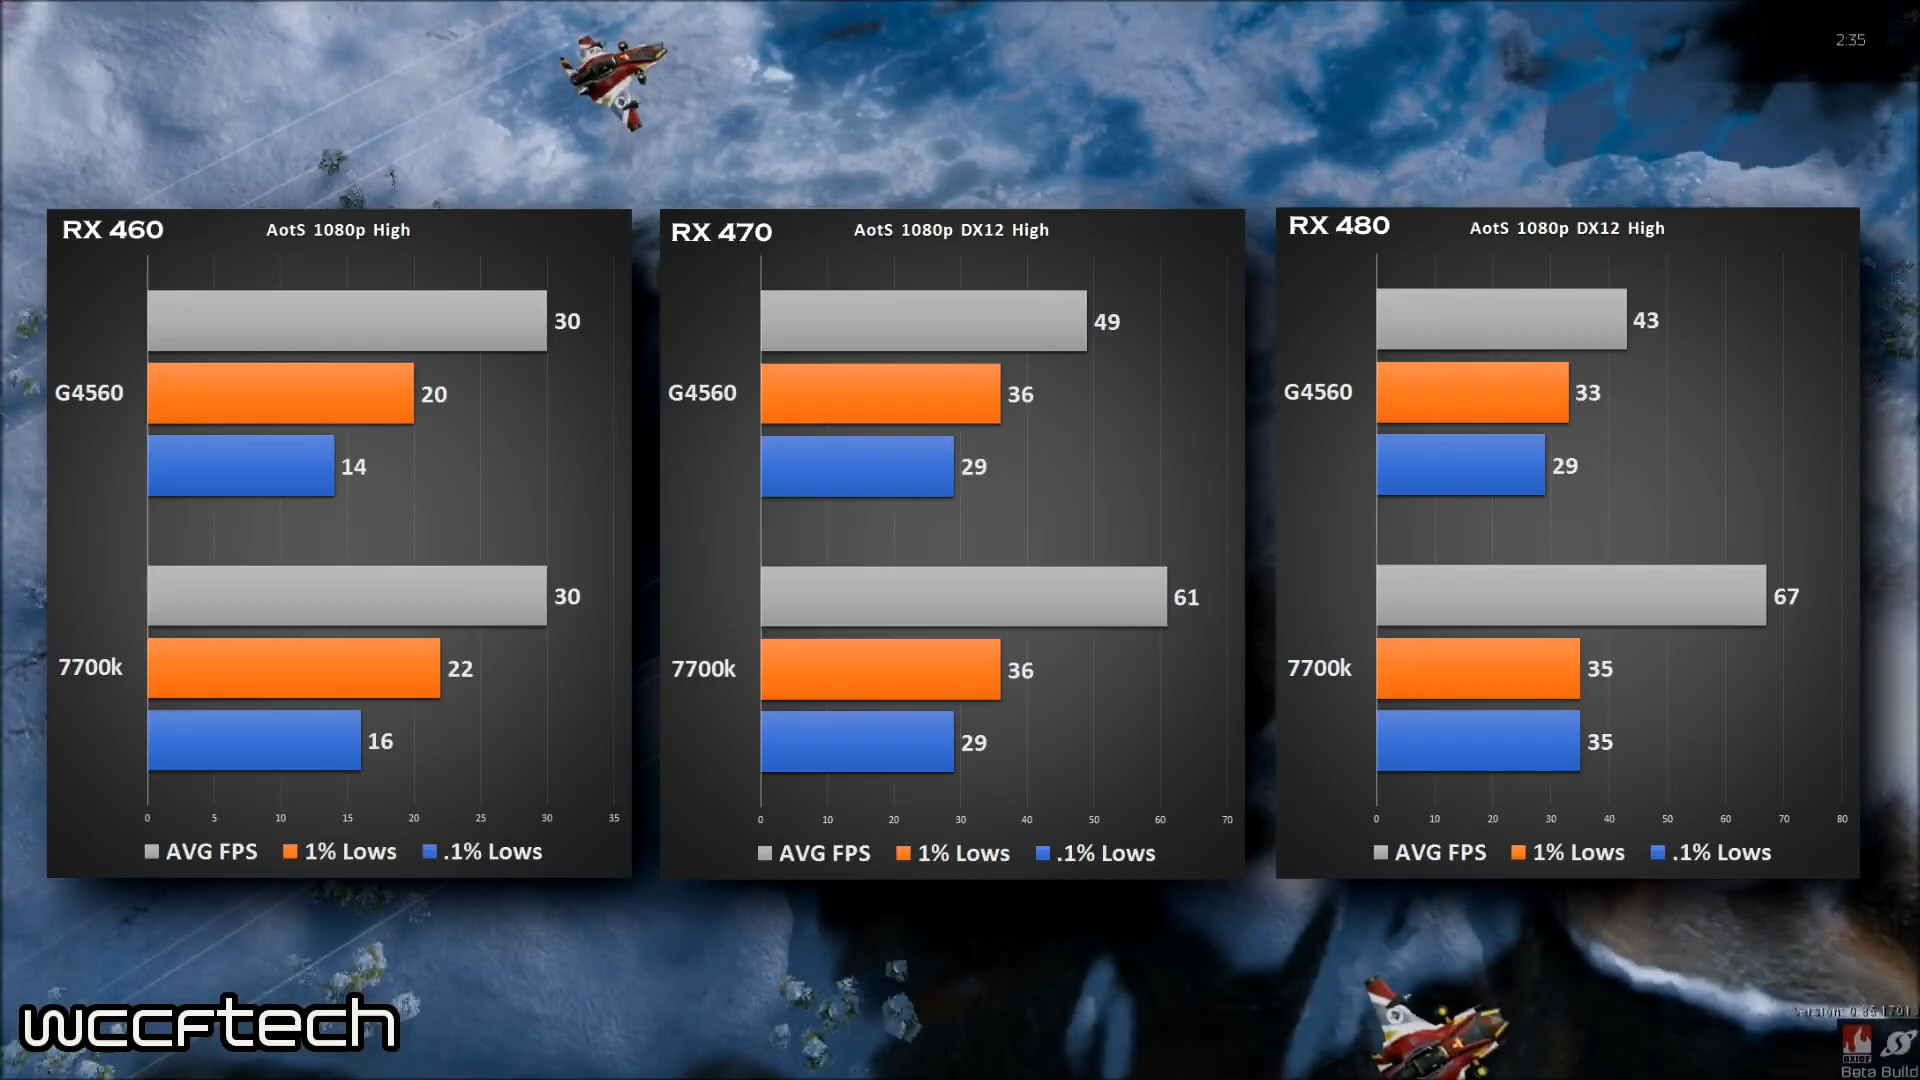 2:35
RX 460
AotS 1080p High
30
G4560
20
14
30
7700k
22
16
0 5 10 15 20 25 30 35
AVG FPS 1% Lows .1% Lows
RX 470
AotS 1080p DX12 High
49
G4560
36
29
61
7700k
36
29
0 10 20 30 40 50 60 70
AVG FPS 1% Lows .1% Lows
RX 480
AotS 1080p DX12 High
43
G4560
33
29
67
7700k
35
35
0 10 20 30 40 50 60 70 80
AVG FPS 1% Lows .1% Lows
wccftech
Beta Build